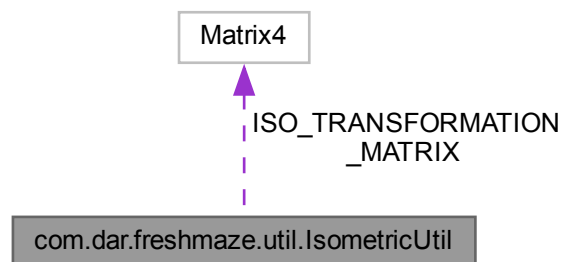 Matrix4
ISO_TRANSFORMATION
_MATRIX
com.dar.freshmaze.util.IsometricUtil